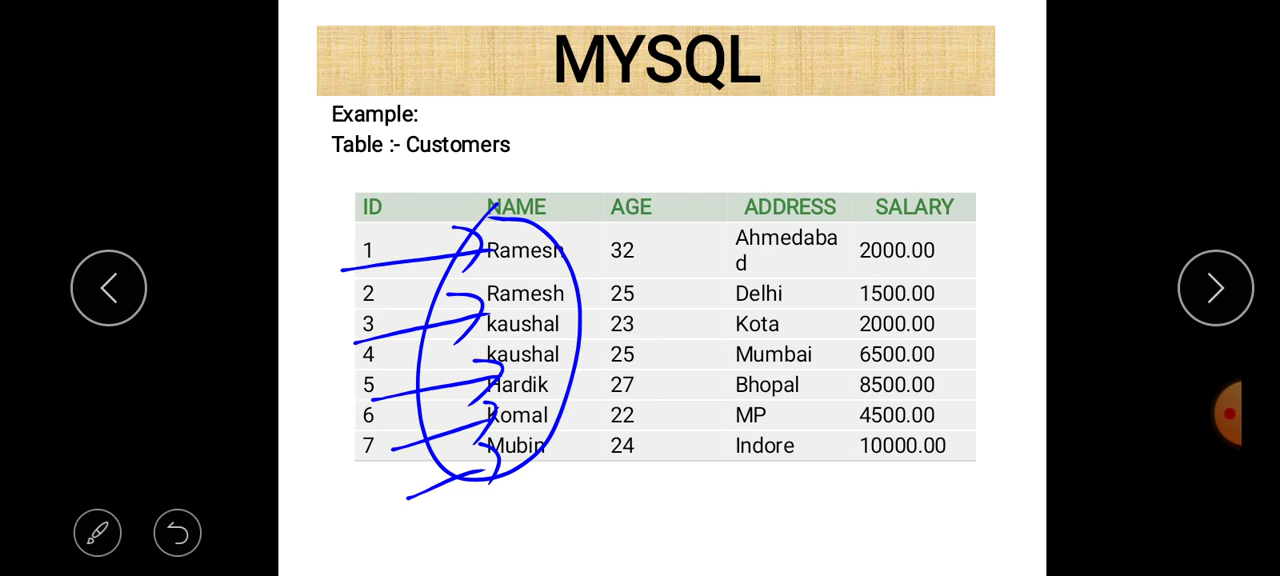 MYSQL
Example:
Table :- Customers
ID NAME AGE ADDRESS SALARY
1 Ramesh 32 Ahmedaba
d 2000.00
2 Ramesh 25 Delhi 1500.00
3 kaushal 23 Kota 2000.00
4 kaushal 25 Mumbai 6500.00
5 Hardik 27 Bhopal 8500.00
6 Komal 22 MP 4500.00
7 Mubin 24 Indore 10000.00